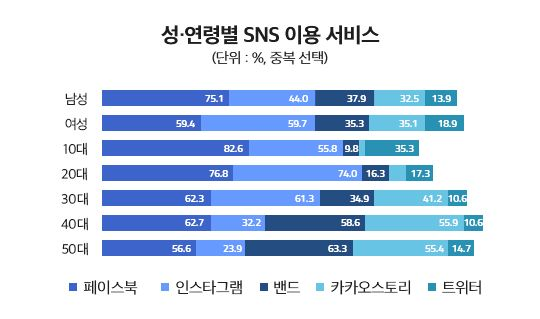 성·연령별 SNS 이용 서비스
(단위 : %, 중복 선택)
남성 75.1 44.0 37.9 32.5 13.9
여성 59.4 59.7 35.3 35.1 18.9
10대 82.6 55.8 9.8 35.3
20대 76.8 74.0 16.3 17.3
30대 62.3 61.3 34.9 41.2 10.6
40대 62.7 32.2 58.6 55.9 10.6
50대 56.6 23.9 63.3 55.4 14.7
페이스북 인스타그램 밴드 카카오스토리 트위터